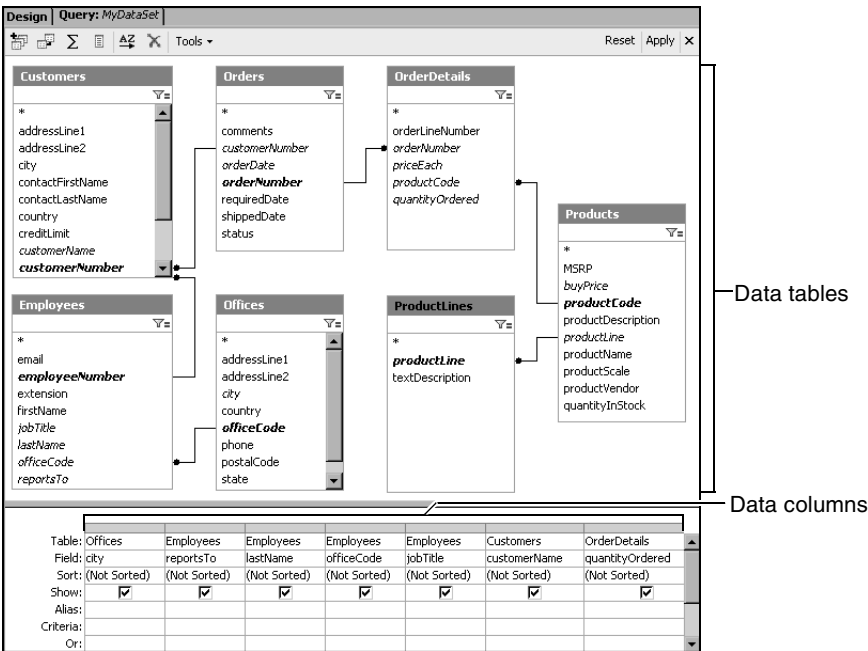 Design Query: MyDataSet
Tools Reset Apply
Customers
*
addressLine1
addressLine2
city
contactFirstName
contactLastName
country
creditLimit
customerName
customerNumber
Orders
*
comments
customerNumber
orderDate
orderNumber
requiredDate
shippedDate
status
OrderDetails
*
orderLineNumber
orderNumber
priceEach
productCode
quantityOrdered
Products
*
MSRP
buyPrice
productCode
productDescription
productLine
productName
productScale
productVendor
quantityInStock
Data tables
Employees
*
email
employeeNumber
extension
firstName
jobTitle
lastName
officeCode
reportsTo
Offices
*
addressLine1
addressLine2
city
country
officeCode
phone
postalCode
state
ProductLines
*
productLine
textDescription
Data columns
Table: Offices Employees Employees Employees Employees Customers OrderDetails
Field: city reportsTo lastName officeCode jobTitle customerName quantityOrdered
Sort: (Not Sorted) (Not Sorted) (Not Sorted) (Not Sorted) (Not Sorted) (Not Sorted) (Not Sorted)
Show:
Alias:
Criteria:
Or: